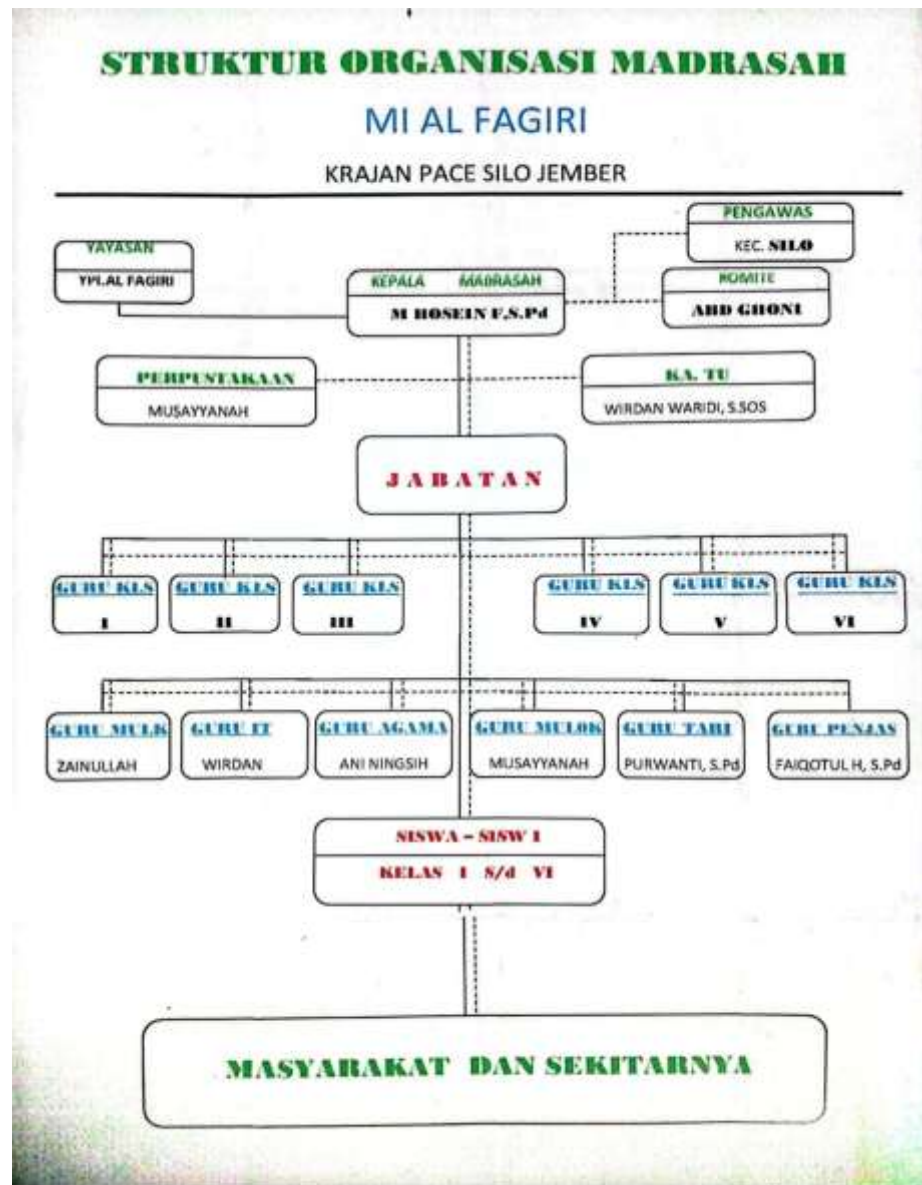 STRUKTUR ORGANISASI MADRASAH
MI AL FAGIRI
KRAJAN PACE SILO JEMBER
PENGAWAS
KEC. SILO
YAYASAN
YPI.AL FAGIRI
KEPALA MADRASAH
M HOSEIN F,S.Pd
KOMITE
ABD GHONI
PERPUSTAKAAN
MUSAYYANAH
KA. TU
WIRDAN WARIDI, S.SOS
JABATAN
GURU KLS
I
GURU KLS
II
GURU KLS
III
GURU KLS
IV
GURU KLS
V
GURU KLS
VI
GURU MULK
ZAINULLAH
GURU IT
WIRDAN
GURU AGAMA
ANI NINGSIH
GURU MULOK
MUSAYYANAH
GURU TARI
PURWANTI, S.Pd
GURU PENJAS
FAIQOTUL H, S.Pd
SISWA – SISW I
KELAS I S/d VI
MASYARAKAT DAN SEKITARNYA